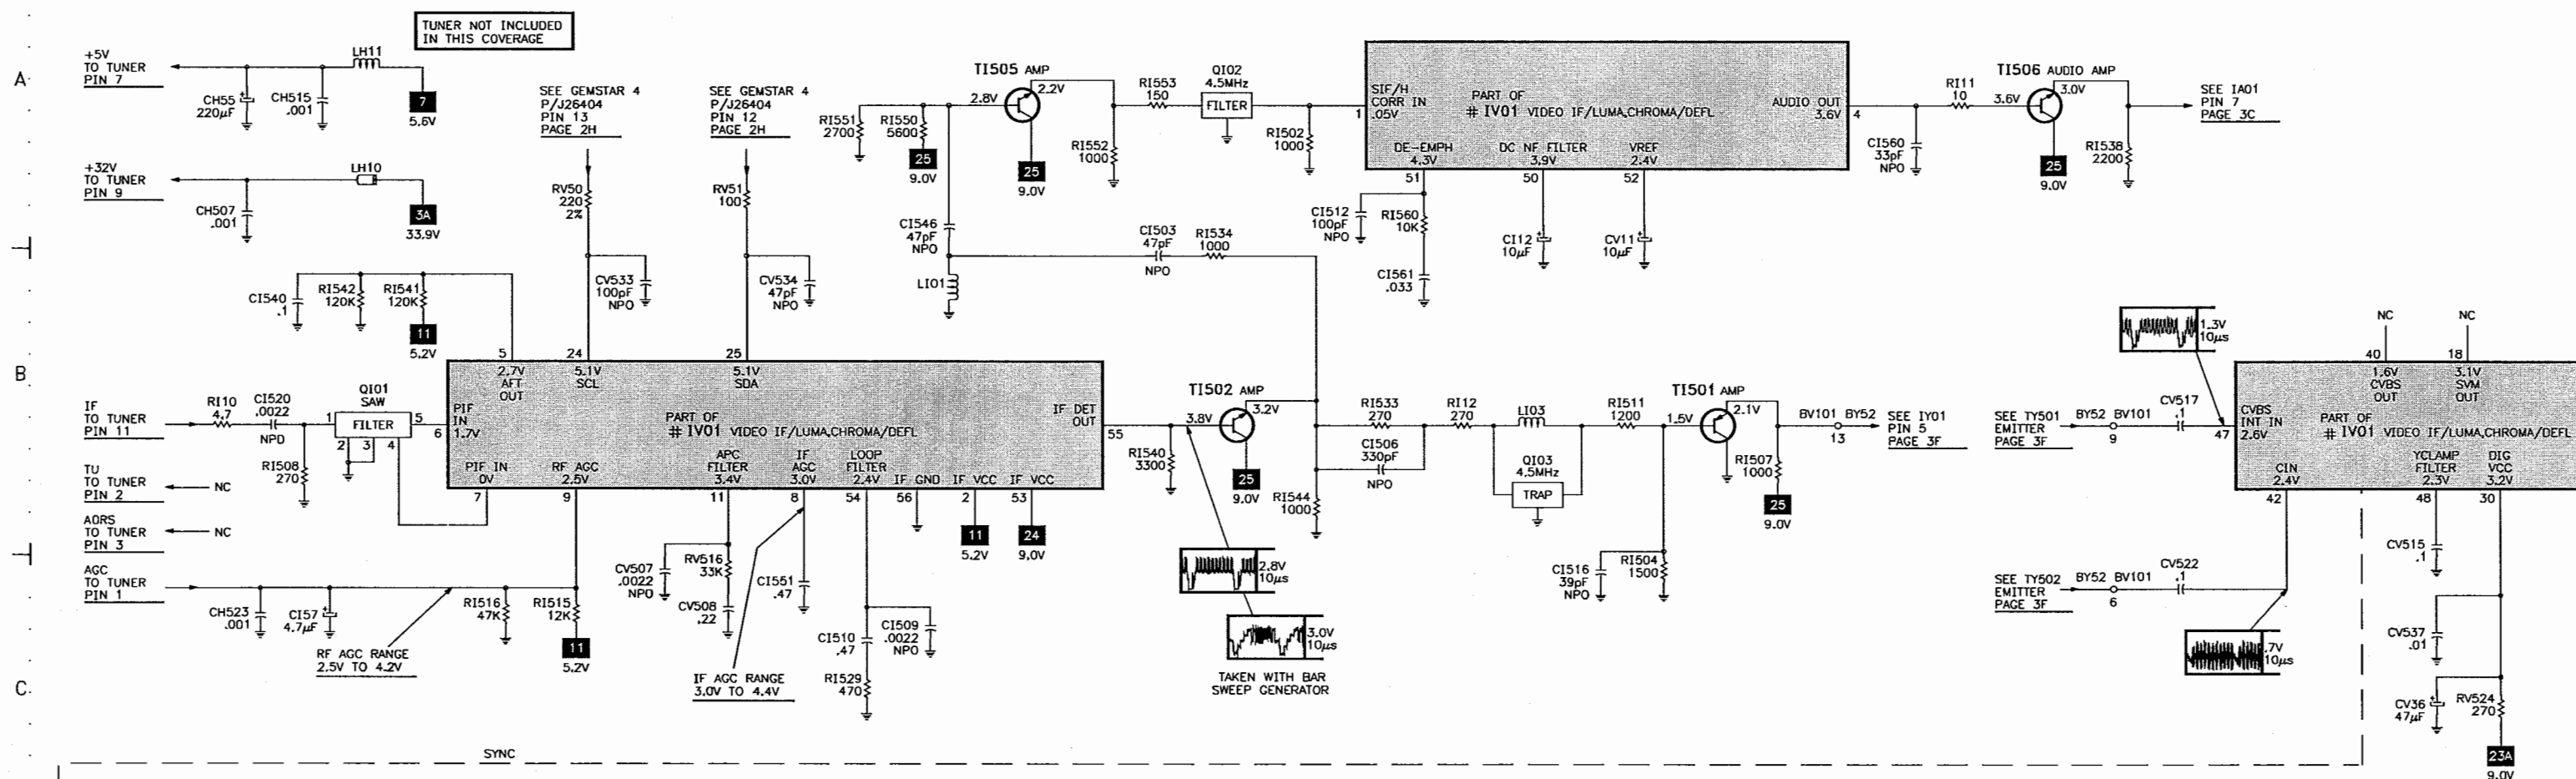 TUNER NOT INCLUDED
IN THIS COVERAGE
A
+5V
TO TUNER
PIN 7
LH11
CH55
220µF
CH515
.001
7
5.6V
+32V
TO TUNER
PIN 9
LH10
CH507
.001
3A
33.9V
SEE GEMSTAR 4
P/J26404
PIN 13
PAGE 2H
RV50
220
2%
SEE GEMSTAR 4
P/J26404
PIN 12
PAGE 2H
RV51
100
RI551
2700
RI550
5600
25
9.0V
TI505 AMP
2.8V
2.2V
25
9.0V
RI553
150
QI02
4.5MHz
FILTER
RI552
1000
RI502
1000
SIF/H
CORR IN
.05V
1
PART OF
# IV01 VIDEO IF/LUMA,CHROMA/DEFL
AUDIO OUT
3.6V
4
DE-EMPH
4.3V
51
DC NF FILTER
3.9V
50
VREF
2.4V
52
CI560
33pF
NPO
RI11
10
TI506 AUDIO AMP
3.6V
3.0V
25
9.0V
RI538
2200
SEE IA01
PIN 7
PAGE 3C
CI546
47pF
NPO
LI01
CI503
47pF
NPO
RI534
1000
CI512
100pF
NPO
RI560
10K
CI561
.033
CI12
10µF
CV11
10µF
CI540
.1
RI542
120K
RI541
120K
11
5.2V
CV533
100pF
NPO
CV534
47pF
NPO
B
IF
TO TUNER
PIN 11
RI10
4.7
CI520
.0022
NPO
QI01
SAW
FILTER
1
5
2
3
4
RI508
270
TU
TO TUNER
PIN 2
NC
AORS
TO TUNER
PIN 3
NC
5
2.7V
AFT
OUT
24
5.1V
SCL
25
5.1V
SDA
PIF
IN
1.7V
6
PART OF
# IV01 VIDEO IF/LUMA,CHROMA/DEFL
IF DET
OUT
55
PIF IN
0V
7
RF AGC
2.5V
9
APC
FILTER
3.4V
11
IF
AGC
3.0V
8
LOOP
FILTER
2.4V
54
IF GND
56
IF VCC
2
IF VCC
53
11
5.2V
24
9.0V
TI502 AMP
3.8V
3.2V
25
9.0V
RI540
3300
RI544
1000
RI533
270
CI506
330pF
NPO
RI12
270
LI03
QI03
4.5MHz
TRAP
RI511
1200
TI501 AMP
1.5V
2.1V
RI507
1000
25
9.0V
BV101 BY52
13
SEE IY01
PIN 5
PAGE 3F
CI516
39pF
NPO
RI504
1500
SEE TY501
EMITTER
PAGE 3F
BY52 BV101
9
CV517
.1
1.3V
10µs
NC
40
1.6V
CVBS
OUT
NC
18
3.1V
SVM
OUT
CVBS
INT IN
2.6V
47
PART OF
# IV01 VIDEO IF/LUMA,CHROMA/DEFL
CIN
2.4V
42
YCLAMP
FILTER
2.3V
48
DIG
VCC
3.2V
30
SEE TY502
EMITTER
PAGE 3F
BY52 BV101
6
CV522
.1
.7V
10µs
CV515
.1
CV537
.01
CV36
47µF
RV524
270
23A
9.0V
AGC
TO TUNER
PIN 1
CH523
.001
CI57
4.7µF
RF AGC RANGE
2.5V TO 4.2V
RI516
47K
RI515
12K
11
5.2V
CV507
.0022
NPO
RV516
33K
CV508
.22
CI551
.47
IF AGC RANGE
3.0V TO 4.4V
CI510
.47
CI509
.0022
NPO
RI529
470
2.8V
10µs
3.0V
10µs
TAKEN WITH BAR
SWEEP GENERATOR
C
SYNC